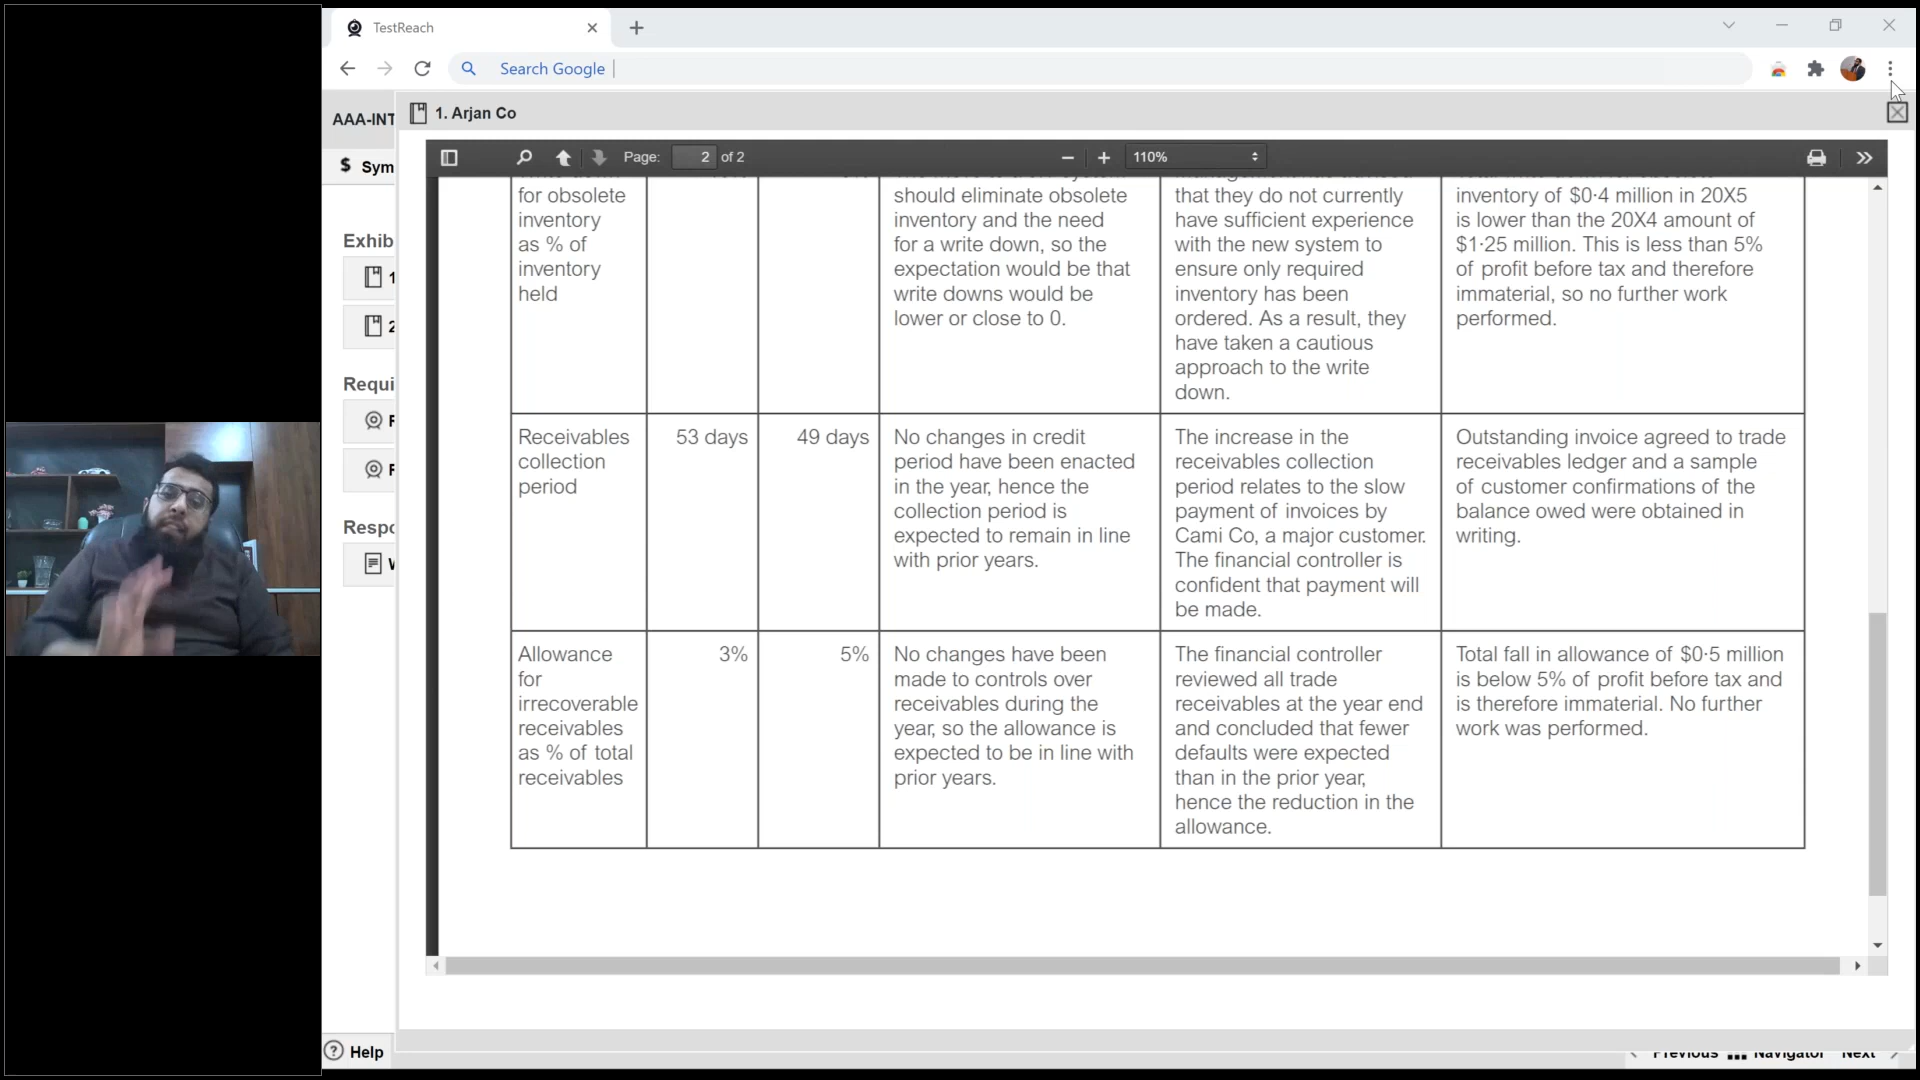 TestReach
Search Google
AAA-INT
1. Arjan Co
$ Sym
Page: 2 of 2
110%
Exhib
1
2
Requi
Respo
for obsolete
inventory
as % of
inventory
held
should eliminate obsolete
inventory and the need
for a write down, so the
expectation would be that
write downs would be
lower or close to 0.
that they do not currently
have sufficient experience
with the new system to
ensure only required
inventory has been
ordered. As a result, they
have taken a cautious
approach to the write
down.
inventory of $0·4 million in 20X5
is lower than the 20X4 amount of
$1·25 million. This is less than 5%
of profit before tax and therefore
immaterial, so no further work
performed.
Receivables
collection
period
53 days
49 days
No changes in credit
period have been enacted
in the year, hence the
collection period is
expected to remain in line
with prior years.
The increase in the
receivables collection
period relates to the slow
payment of invoices by
Cami Co, a major customer.
The financial controller is
confident that payment will
be made.
Outstanding invoice agreed to trade
receivables ledger and a sample
of customer confirmations of the
balance owed were obtained in
writing.
Allowance
for
irrecoverable
receivables
as % of total
receivables
3%
5%
No changes have been
made to controls over
receivables during the
year, so the allowance is
expected to be in line with
prior years.
The financial controller
reviewed all trade
receivables at the year end
and concluded that fewer
defaults were expected
than in the prior year,
hence the reduction in the
allowance.
Total fall in allowance of $0·5 million
is below 5% of profit before tax and
is therefore immaterial. No further
work was performed.
Help
Previous Navigator Next